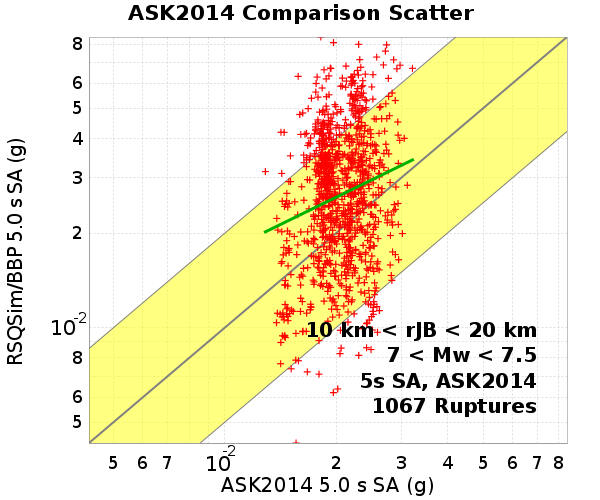 ASK2014 Comparison Scatter
RSQSim/BBP 5.0 s SA (g)
8
6
5
4
3
2
10-2
8
6
5
10 km < rJB < 20 km
7 < Mw < 7.5
5s SA, ASK2014
1067 Ruptures
5 6 7 10-2 2 3 4 5 6 7 8
ASK2014 5.0 s SA (g)